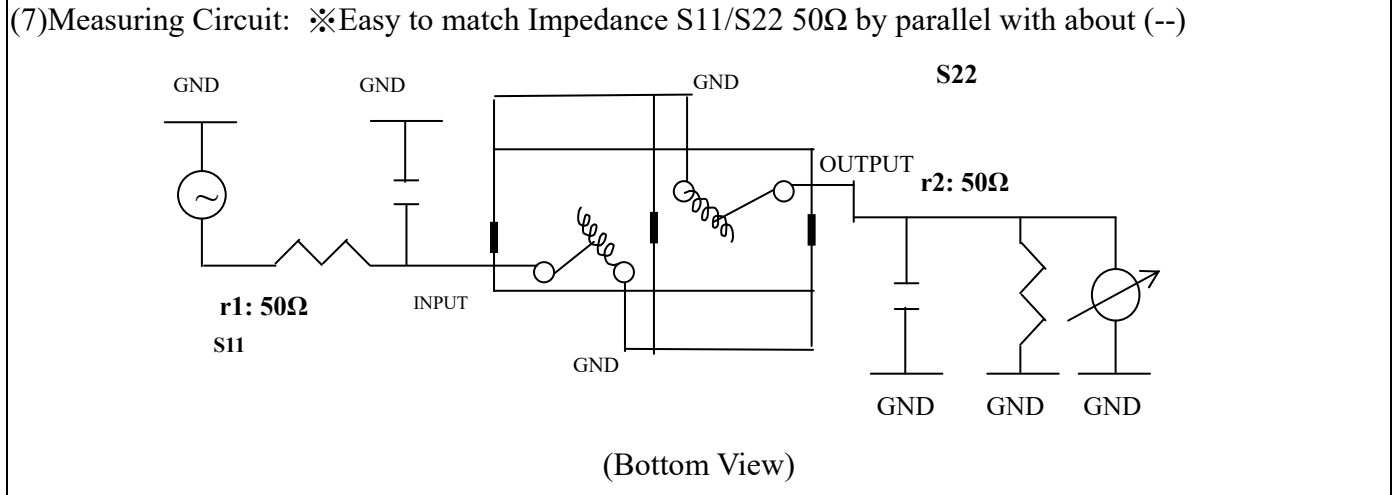 (7)Measuring Circuit: ※Easy to match Impedance S11/S22 50Ω by parallel with about (--)
GND
GND
GND
S22
OUTPUT
r2: 50Ω
r1: 50Ω
INPUT
S11
GND
GND
GND
GND
(Bottom View)